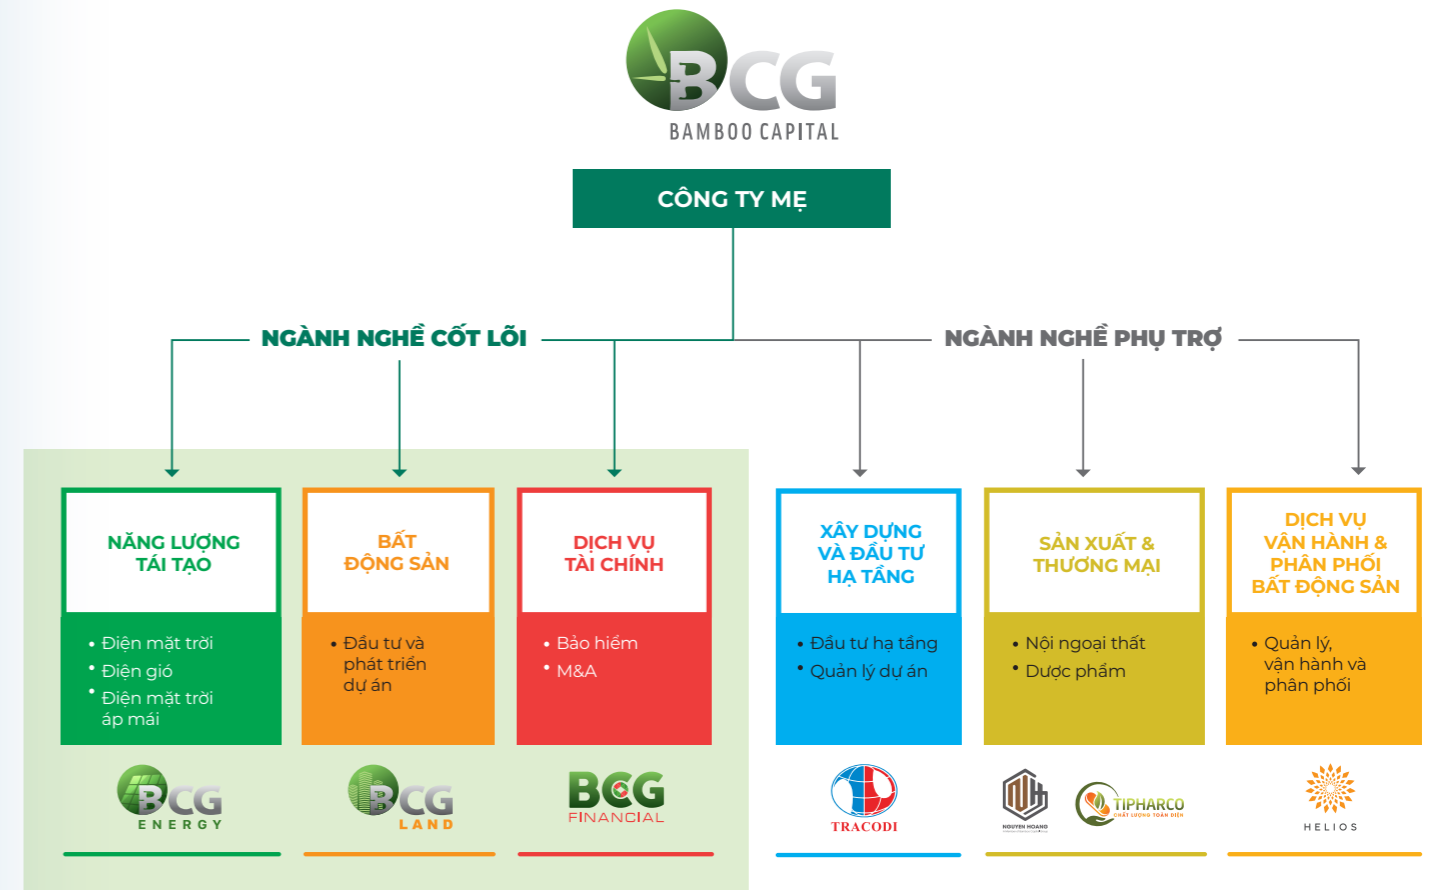 BCG
BAMBOO CAPITAL
CÔNG TY MẸ
NGÀNH NGHỀ CỐT LÕI
NGÀNH NGHỀ PHỤ TRỢ
NĂNG LƯỢNG
TÁI TẠO
• Điện mặt trời
• Điện gió
• Điện mặt trời
áp mái
BCG
ENERGY
BẤT
ĐỘNG SẢN
• Đầu tư và
phát triển
dự án
BCG
LAND
DỊCH VỤ
TÀI CHÍNH
• Bảo hiểm
• M&A
BCG
FINANCIAL
XÂY DỰNG
VÀ ĐẦU TƯ
HẠ TẦNG
• Đầu tư hạ tầng
• Quản lý dự án
TRACODI
SẢN XUẤT &
THƯƠNG MẠI
• Nội ngoại thất
• Dược phẩm
NGUYEN HOANG
TIPHARCO
CHẤT LƯỢNG TOÀN DIỆN
DỊCH VỤ
VẬN HÀNH &
PHÂN PHỐI
BẤT ĐỘNG SẢN
• Quản lý,
vận hành và
phân phối
HELIOS